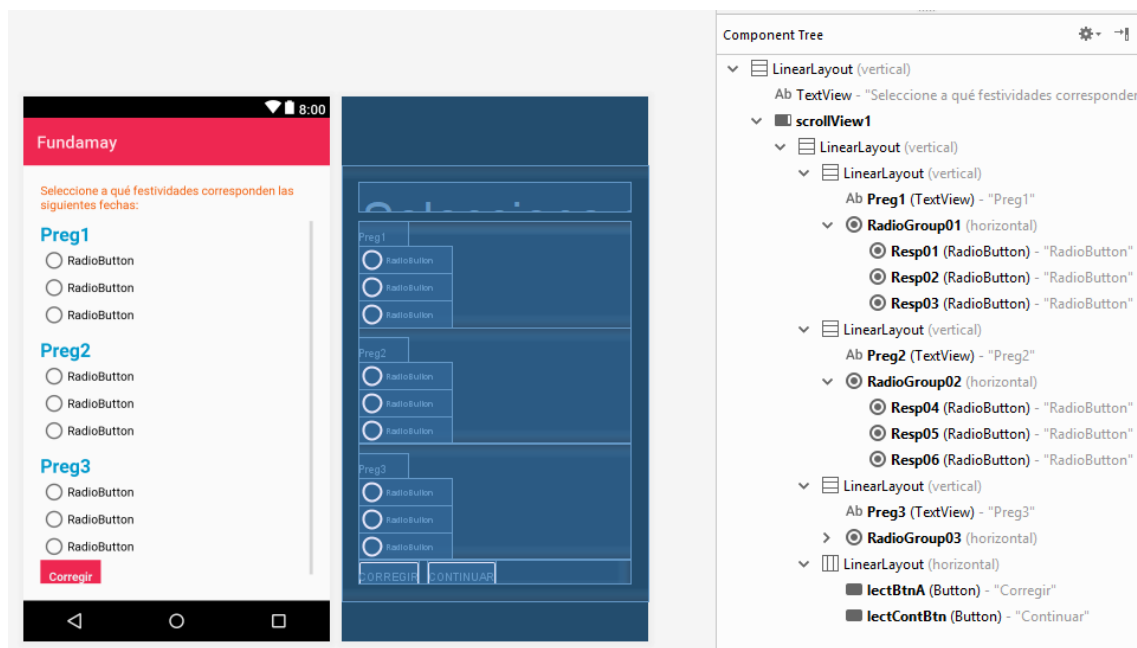 8:00
Fundamay
Seleccione a qué festividades corresponden las
siguientes fechas:
Preg1
RadioButton
RadioButton
RadioButton
Preg2
RadioButton
RadioButton
RadioButton
Preg3
RadioButton
RadioButton
RadioButton
Corregir
Preg1
RadioButton
RadioButton
RadioButton
Preg2
RadioButton
RadioButton
RadioButton
Preg3
RadioButton
RadioButton
RadioButton
CORREGIR CONTINUAR
Component Tree
LinearLayout (vertical)
Ab TextView - "Seleccione a qué festividades corresponden
scrollView1
LinearLayout (vertical)
LinearLayout (vertical)
Ab Preg1 (TextView) - "Preg1"
RadioGroup01 (horizontal)
Resp01 (RadioButton) - "RadioButton"
Resp02 (RadioButton) - "RadioButton"
Resp03 (RadioButton) - "RadioButton"
LinearLayout (vertical)
Ab Preg2 (TextView) - "Preg2"
RadioGroup02 (horizontal)
Resp04 (RadioButton) - "RadioButton"
Resp05 (RadioButton) - "RadioButton"
Resp06 (RadioButton) - "RadioButton"
LinearLayout (vertical)
Ab Preg3 (TextView) - "Preg3"
RadioGroup03 (horizontal)
LinearLayout (horizontal)
lectBtnA (Button) - "Corregir"
lectContBtn (Button) - "Continuar"